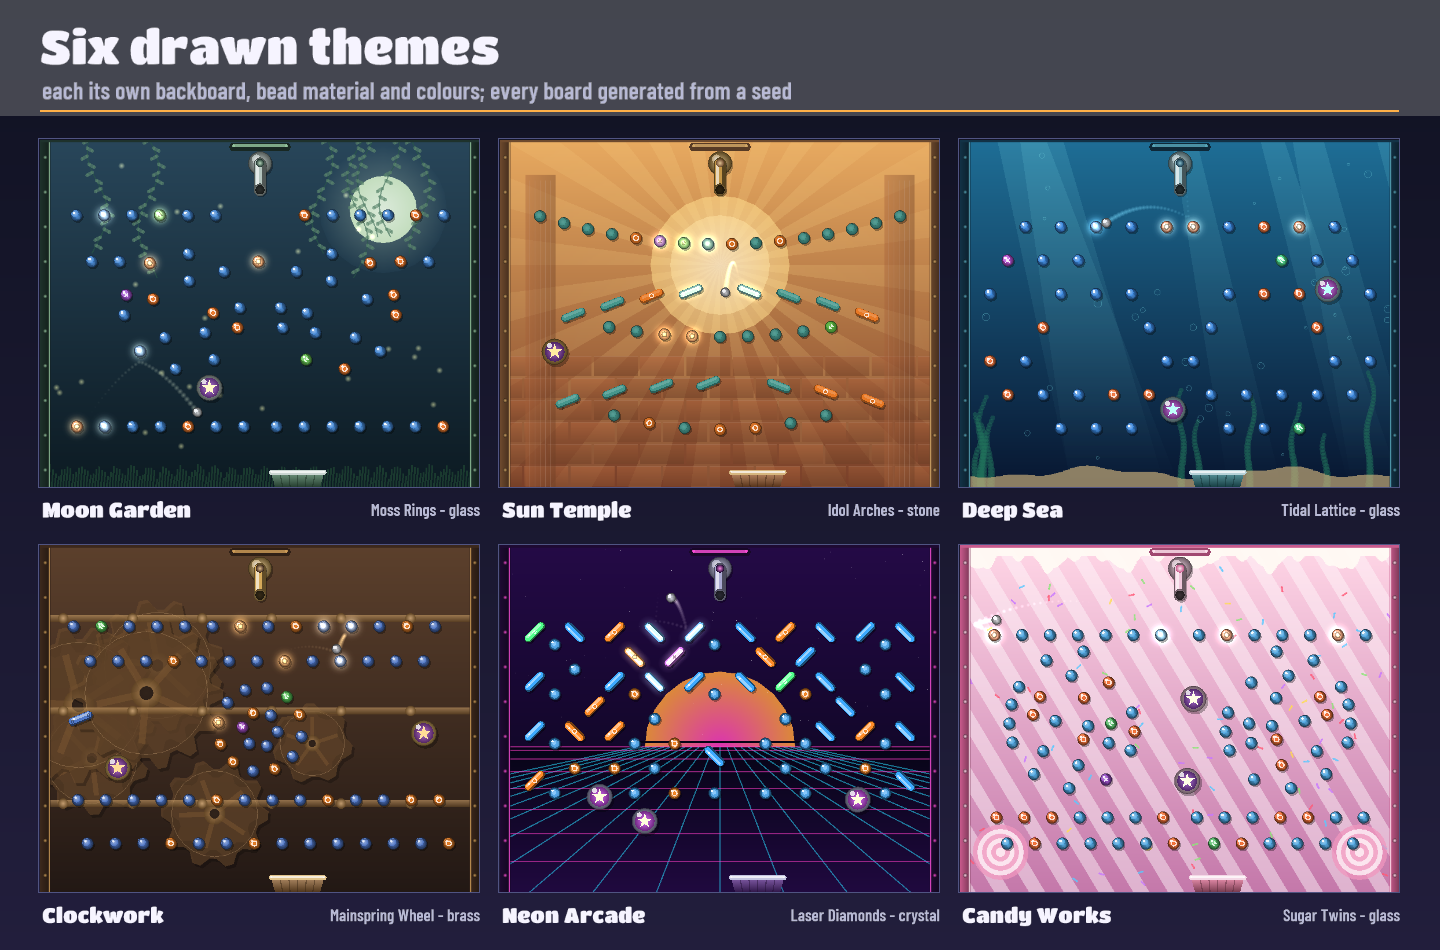 Six drawn themes
each its own backboard, bead material and colours; every board generated from a seed
Moon Garden
Moss Rings - glass
Sun Temple
Idol Arches - stone
Deep Sea
Tidal Lattice - glass
Clockwork
Mainspring Wheel - brass
Neon Arcade
Laser Diamonds - crystal
Candy Works
Sugar Twins - glass